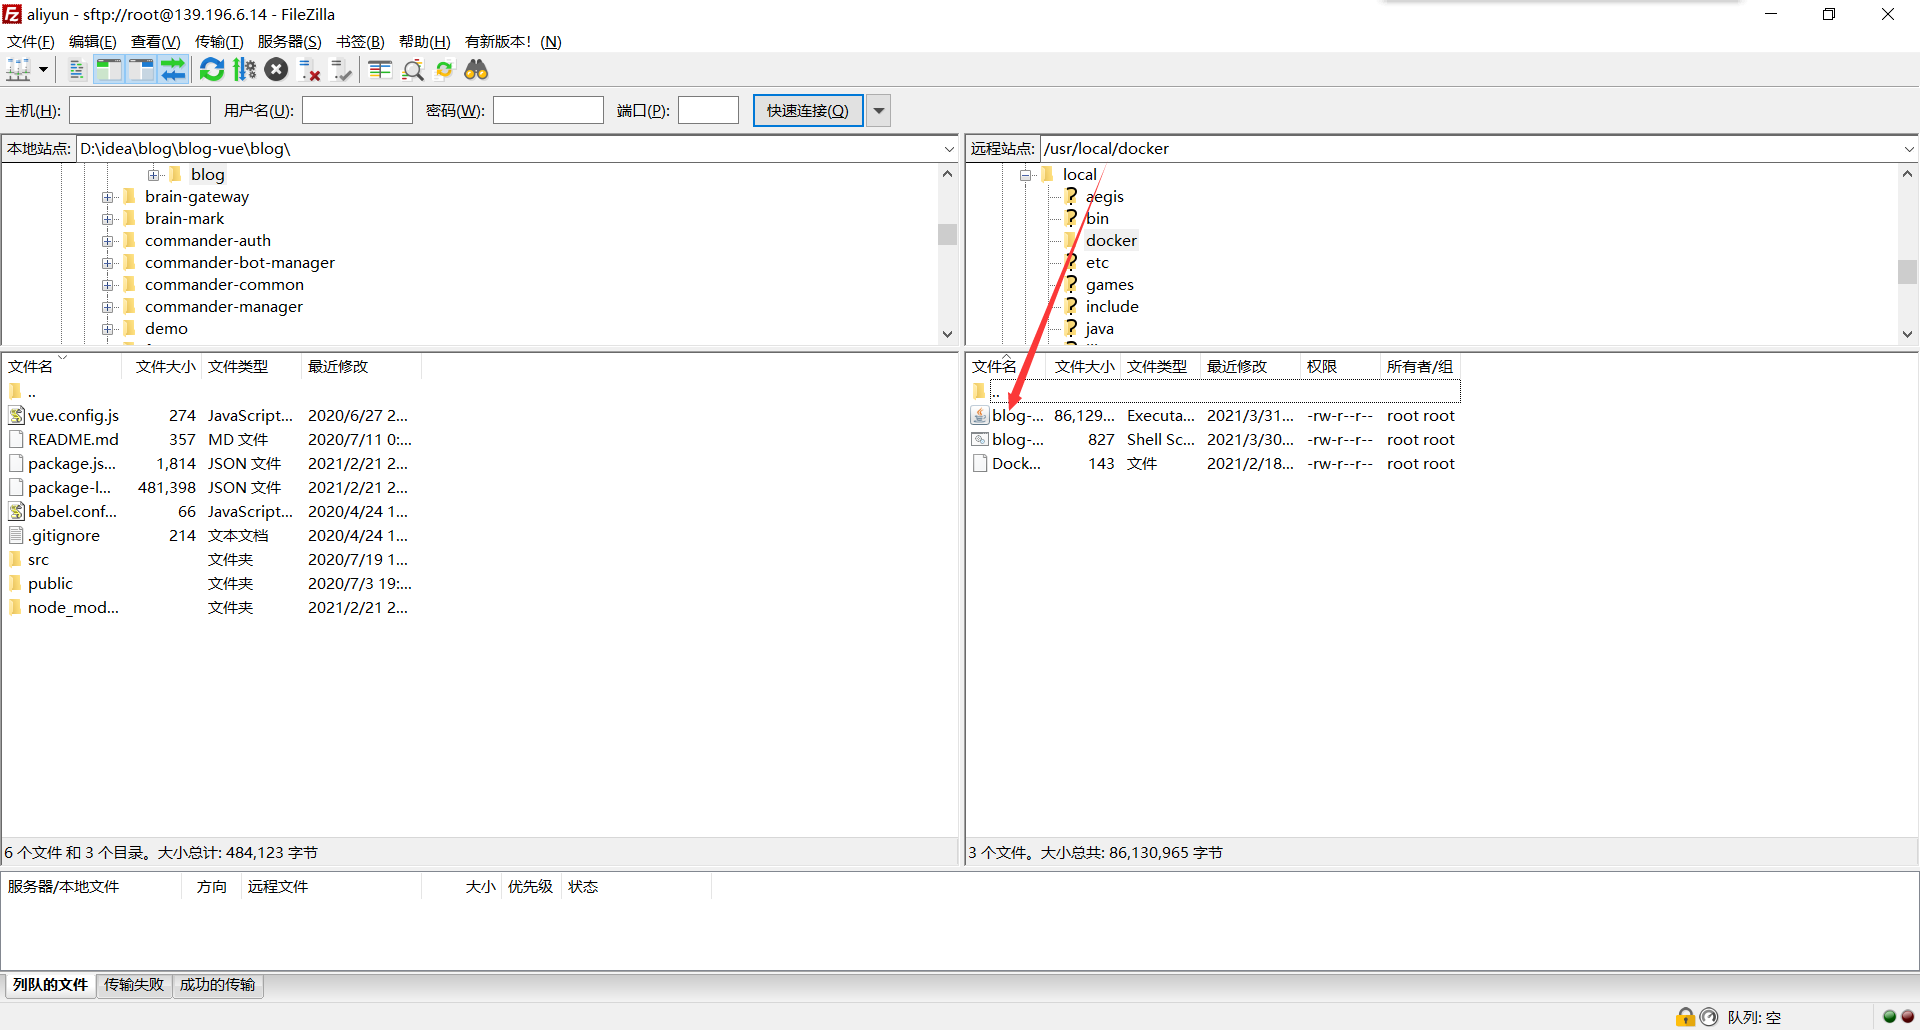 aliyun - sftp://root@139.196.6.14 - FileZilla
文件(F) 编辑(E) 查看(V) 传输(T) 服务器(S) 书签(B) 帮助(H) 有新版本！(N)
主机(H): 用户名(U): 密码(W): 端口(P): 快速连接(Q)
本地站点: D:\idea\blog\blog-vue\blog\
blog
brain-gateway
brain-mark
commander-auth
commander-bot-manager
commander-common
commander-manager
demo
远程站点: /usr/local/docker
local
aegis
bin
docker
etc
games
include
java
文件名 文件大小 文件类型 最近修改
..
vue.config.js 274 JavaScript... 2020/6/27 2...
README.md 357 MD 文件 2020/7/11 0:...
package.js... 1,814 JSON 文件 2021/2/21 2...
package-l... 481,398 JSON 文件 2021/2/21 2...
babel.conf... 66 JavaScript... 2020/4/24 1...
.gitignore 214 文本文档 2020/4/24 1...
src 文件夹 2020/7/19 1...
public 文件夹 2020/7/3 19:...
node_mod... 文件夹 2021/2/21 2...
6 个文件 和 3 个目录。大小总计: 484,123 字节
文件名 文件大小 文件类型 最近修改 权限 所有者/组
..
blog-... 86,129... Executa... 2021/3/31... -rw-r--r-- root root
blog-... 827 Shell Sc... 2021/3/30... -rw-r--r-- root root
Dock... 143 文件 2021/2/18... -rw-r--r-- root root
3 个文件。大小总共: 86,130,965 字节
服务器/本地文件 方向 远程文件 大小 优先级 状态
列队的文件 传输失败 成功的传输
队列: 空